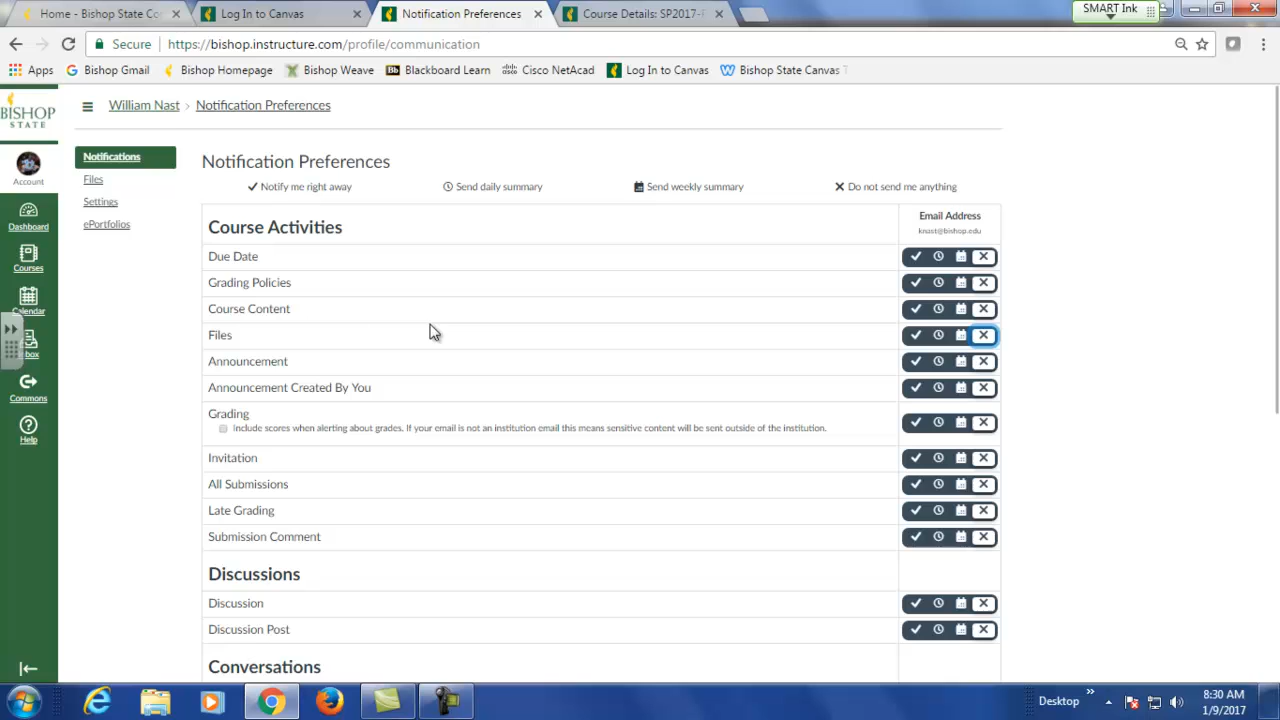 Home - Bishop State Co
Log In to Canvas
Notification Preferences
Course Details: SP2017-
SMART Ink
Secure
https://bishop.instructure.com/profile/communication
Apps
Bishop Gmail
Bishop Homepage
Bishop Weave
Bb Blackboard Learn
Cisco NetAcad
Log In to Canvas
Bishop State Canvas T
BISHOP
STATE
William Nast > Notification Preferences
Account
Dashboard
Courses
Calendar
box
Commons
Help
Notifications
Files
Settings
ePortfolios
Notification Preferences
Notify me right away
Send daily summary
Send weekly summary
Do not send me anything
Course Activities
Email Address
knast@bishop.edu
Due Date
Grading Policies
Course Content
Files
Announcement
Announcement Created By You
Grading
Include scores when alerting about grades. If your email is not an institution email this means sensitive content will be sent outside of the institution.
Invitation
All Submissions
Late Grading
Submission Comment
Discussions
Discussion
Discussion Post
Conversations
Desktop
8:30 AM
1/9/2017